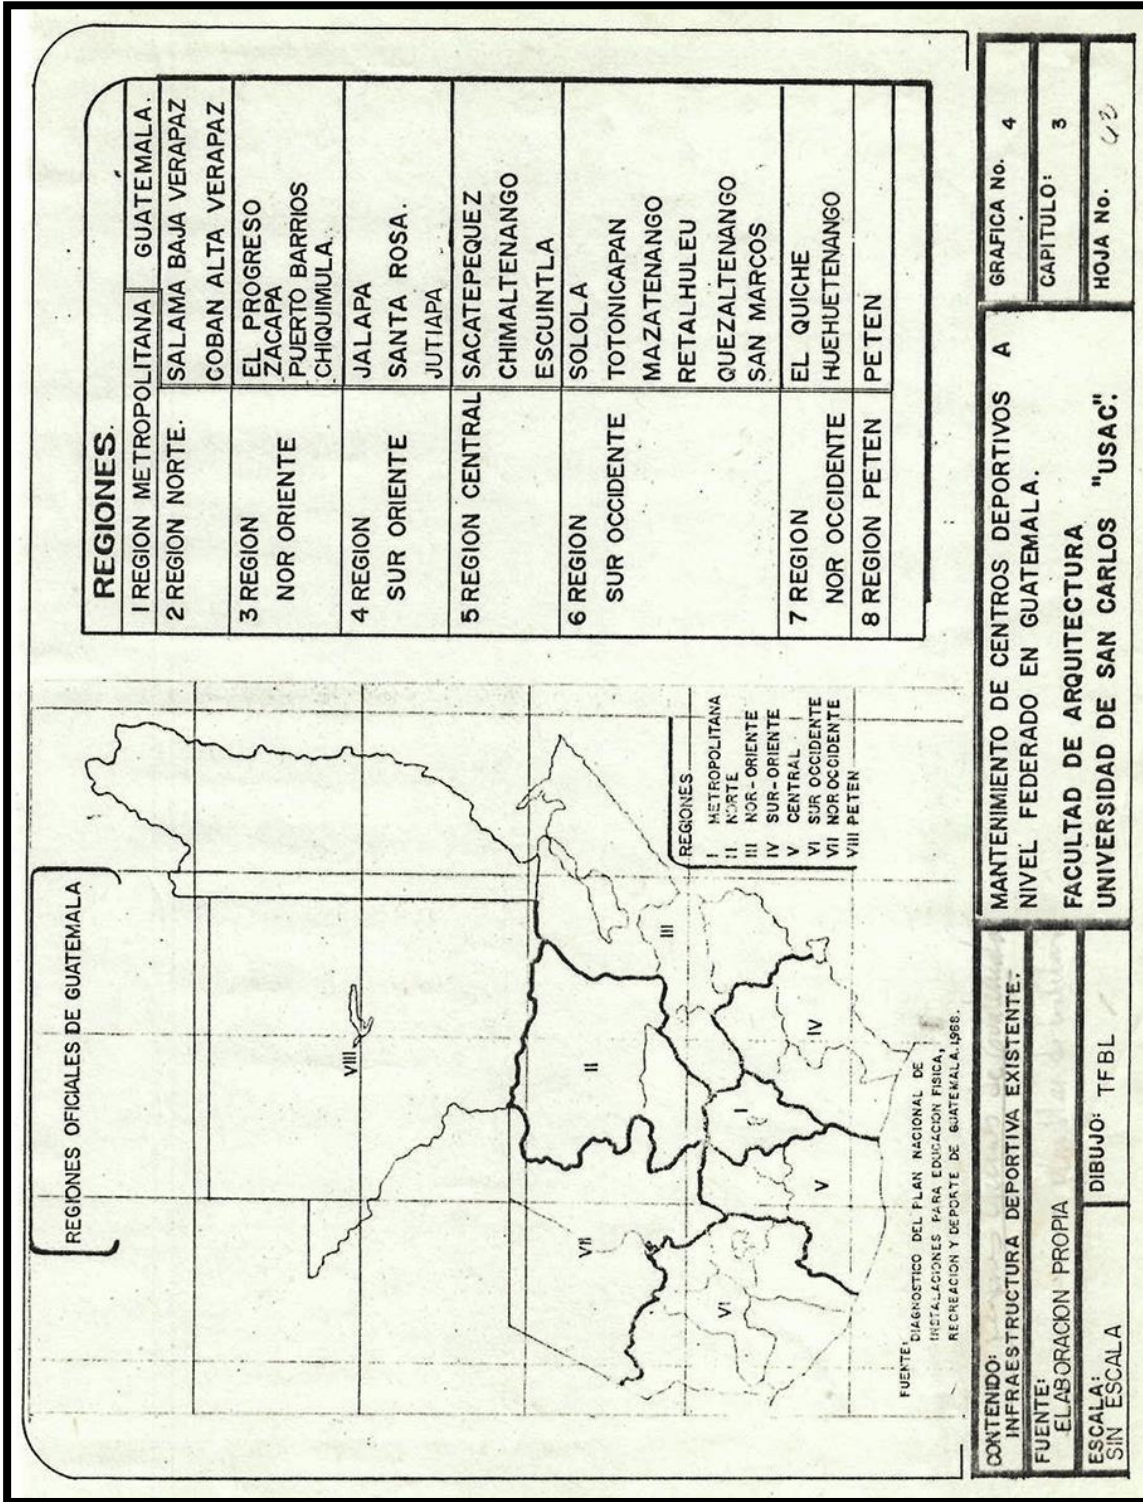 REGIONES OFICIALES DE GUATEMALA
VIII
VII
II
III
VI
V
I
IV
REGIONES
I METROPOLITANA
II NORTE
III NOR-ORIENTE
IV SUR-ORIENTE
V CENTRAL
VI SUR OCCIDENTE
VII NOR OCCIDENTE
VIII PETEN
FUENTE: DIAGNOSTICO DEL PLAN NACIONAL DE
INSTALACIONES PARA EDUCACION FISICA,
RECREACION Y DEPORTE DE GUATEMALA.1988.
REGIONES.
1 REGION METROPOLITANA GUATEMALA.
2 REGION NORTE. SALAMA BAJA VERAPAZ
COBAN ALTA VERAPAZ
3 REGION EL PROGRESO
ZACAPA
NOR ORIENTE PUERTO BARRIOS
CHIQUIMULA.
4 REGION JALAPA
SUR ORIENTE SANTA ROSA.
JUTIAPA
5 REGION CENTRAL SACATEPEQUEZ
CHIMALTENANGO
ESCUINTLA
6 REGION SOLOLA
SUR OCCIDENTE TOTONICAPAN
MAZATENANGO
RETALHULEU
QUEZALTENANGO
SAN MARCOS
7 REGION EL QUICHE
NOR OCCIDENTE HUEHUETENANGO
8 REGION PETEN PETEN
CONTENIDO:
INFRAESTRUCTURA DEPORTIVA EXISTENTE.
FUENTE:
ELABORACION PROPIA
ESCALA:
SIN ESCALA
DIBUJO: TFBL
MANTENIMIENTO DE CENTROS DEPORTIVOS A
NIVEL FEDERADO EN GUATEMALA.
FACULTAD DE ARQUITECTURA
UNIVERSIDAD DE SAN CARLOS "USAC".
GRAFICA No. 4
CAPITULO: 3
HOJA No.